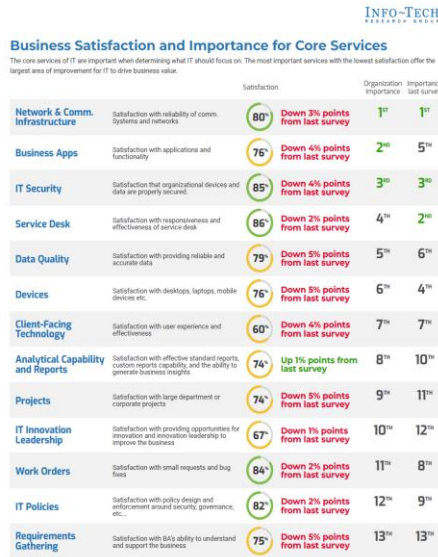 INFO~TECH
RESEARCH GROUP
Business Satisfaction and Importance for Core Services
The core services of IT are important when determining what IT should focus on. The most important services with the lowest satisfaction offer the
largest area of improvement for IT to drive business value.
Satisfaction
Organization Importance
Importance last survey
Network & Comm. Infrastructure
Satisfaction with reliability of comm.
Systems and networks
80%
Down 3% points
from last survey
1ST
1ST
Business Apps
Satisfaction with applications and
functionality
76%
Down 4% points
from last survey
2ND
5TH
IT Security
Satisfaction that organizational devices and
data are properly secured.
85%
Down 4% points
from last survey
3RD
3RD
Service Desk
Satisfaction with responsiveness and
effectiveness of service desk
86%
Down 2% points
from last survey
4TH
2ND
Data Quality
Satisfaction with providing reliable and
accurate data
79%
Down 5% points
from last survey
5TH
6TH
Devices
Satisfaction with desktops, laptops, mobile
devices etc.
76%
Down 5% points
from last survey
6TH
4TH
Client-Facing
Technology
Satisfaction with user experience and
effectiveness
60%
Down 4% points
from last survey
7TH
7TH
Analytical Capability
and Reports
Satisfaction with effective standard reports,
custom reports capability, and the ability to
generate business insights
74%
Up 1% points from
last survey
8TH
10TH
Projects
Satisfaction with large department or
corporate projects
74%
Down 5% points
from last survey
9TH
11TH
IT Innovation
Leadership
Satisfaction with providing opportunities for
innovation and innovation leadership to
improve the business
67%
Down 1% points
from last survey
10TH
12TH
Work Orders
Satisfaction with small requests and bug
fixes
84%
Down 2% points
from last survey
11TH
8TH
IT Policies
Satisfaction with policy design and
enforcement around security, governance,
etc...
82%
Down 2% points
from last survey
12TH
9TH
Requirements
Gathering
Satisfaction with BA's ability to understand
and support the business
75%
Down 5% points
from last survey
13TH
13TH